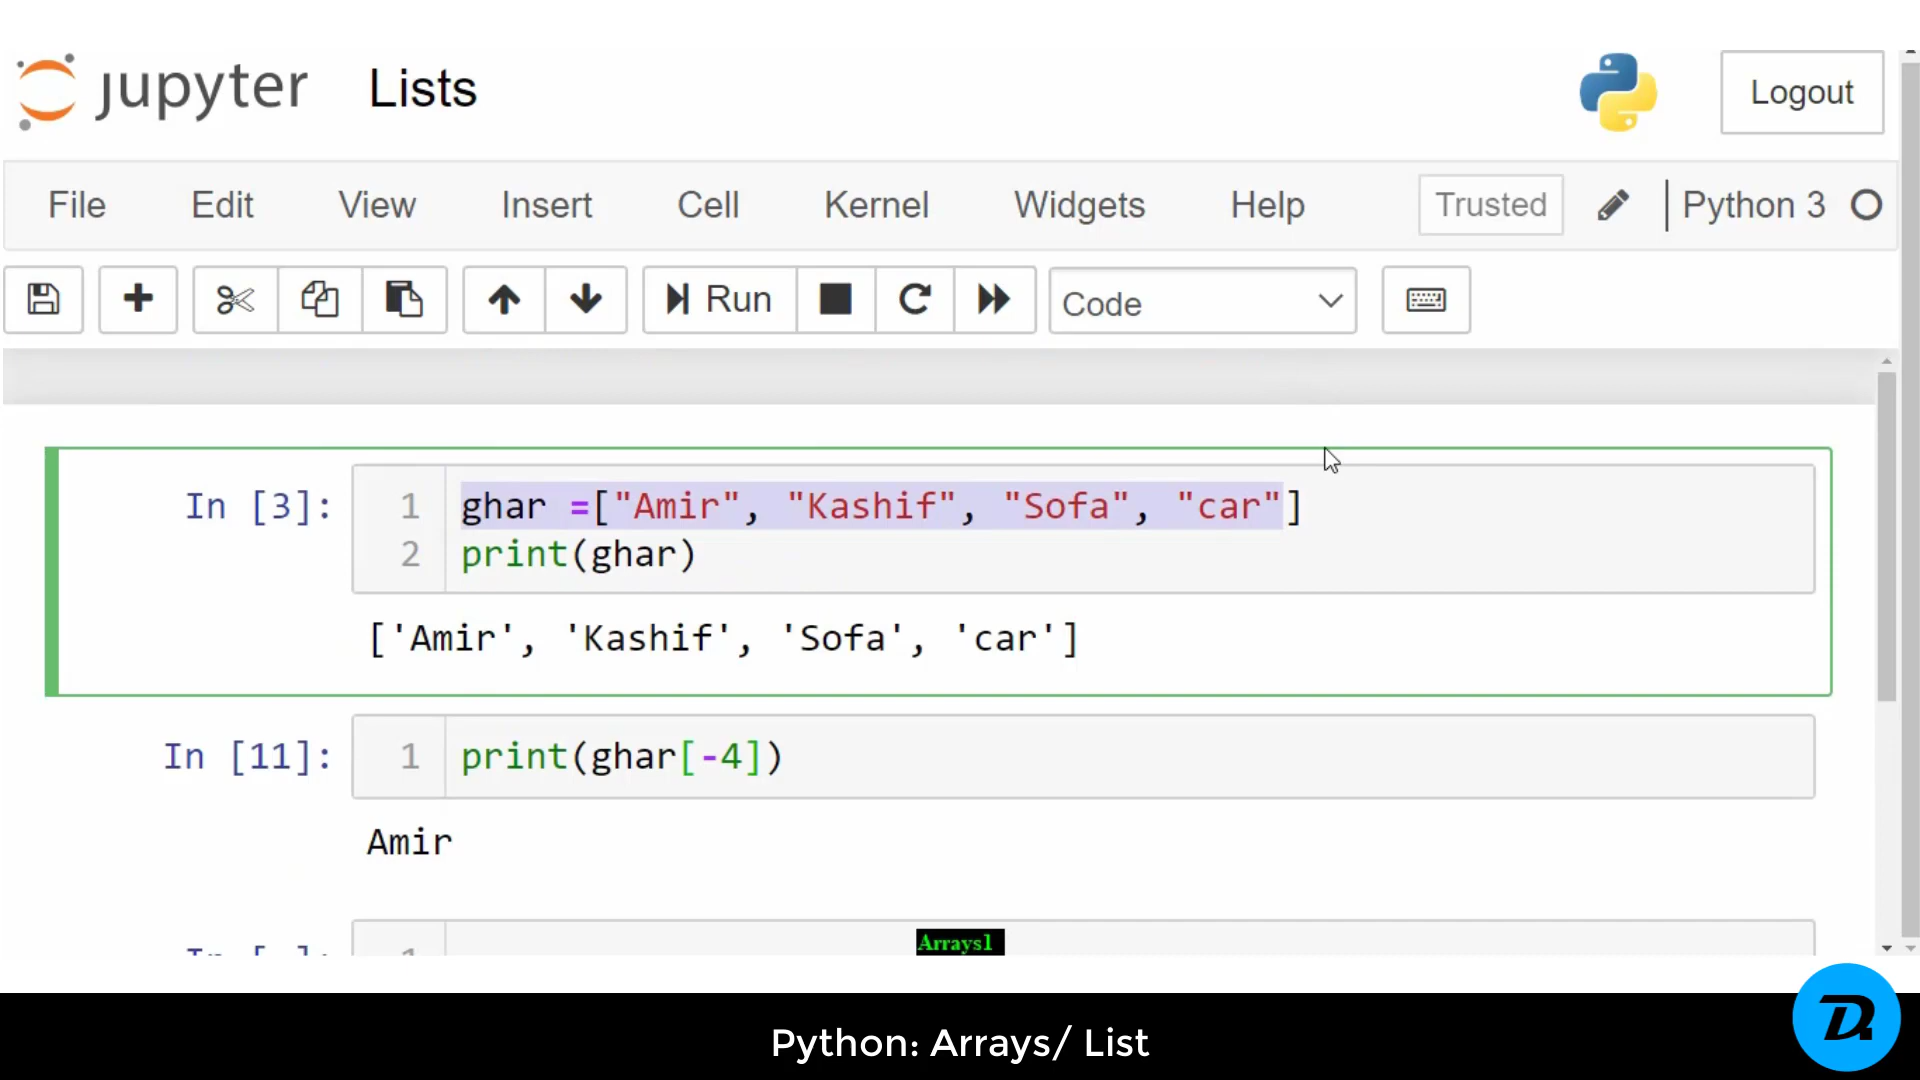 jupyter Lists
Logout
File Edit View Insert Cell Kernel Widgets Help Trusted Python 3
Run Code
In [3]: 1 ghar =["Amir", "Kashif", "Sofa", "car"]
2 print(ghar)
['Amir', 'Kashif', 'Sofa', 'car']
In [11]: 1 print(ghar[-4])
Amir
In [ ]: 1
Arrays1
Python: Arrays/ List